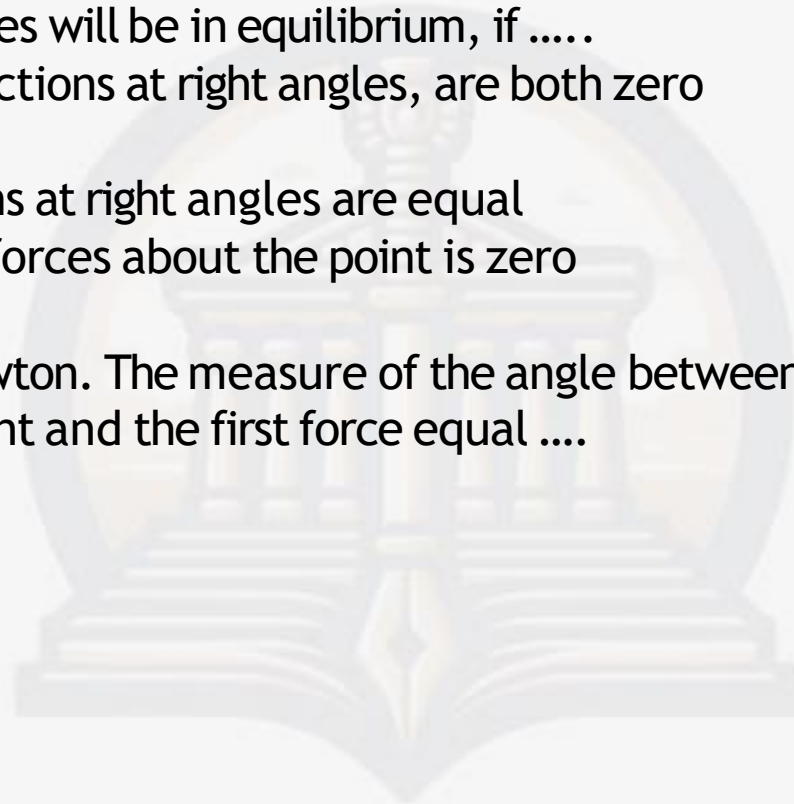 es will be in equilibrium, if .....
ctions at right angles, are both zero
ns at right angles are equal
forces about the point is zero
wton. The measure of the angle between
nt and the first force equal ....